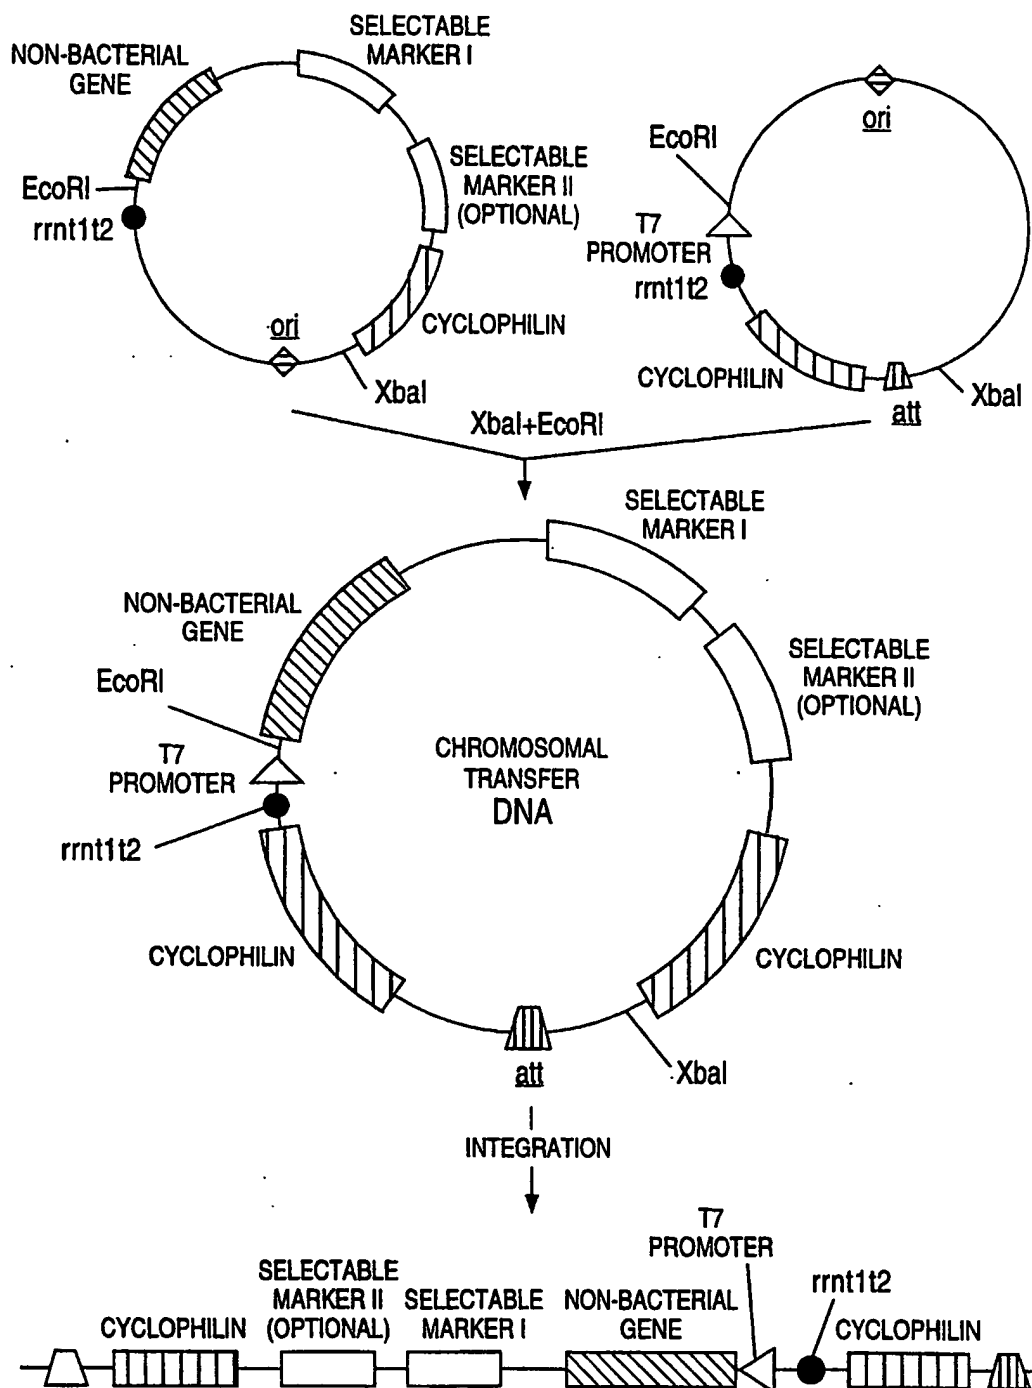 NON-BACTERIAL
GENE
SELECTABLE
MARKER I
SELECTABLE
MARKER II
(OPTIONAL)
EcoRI
rrnt1t2
ori
CYCLOPHILIN
XbaI
ori
EcoRI
T7
PROMOTER
rrnt1t2
CYCLOPHILIN
att
XbaI
XbaI+EcoRI
SELECTABLE
MARKER I
NON-BACTERIAL
GENE
SELECTABLE
MARKER II
(OPTIONAL)
EcoRI
T7
PROMOTER
rrnt1t2
CHROMOSOMAL
TRANSFER
DNA
CYCLOPHILIN
CYCLOPHILIN
att
XbaI
INTEGRATION
T7
PROMOTER
rrnt1t2
CYCLOPHILIN
SELECTABLE
MARKER II
(OPTIONAL)
SELECTABLE
MARKER I
NON-BACTERIAL
GENE
CYCLOPHILIN